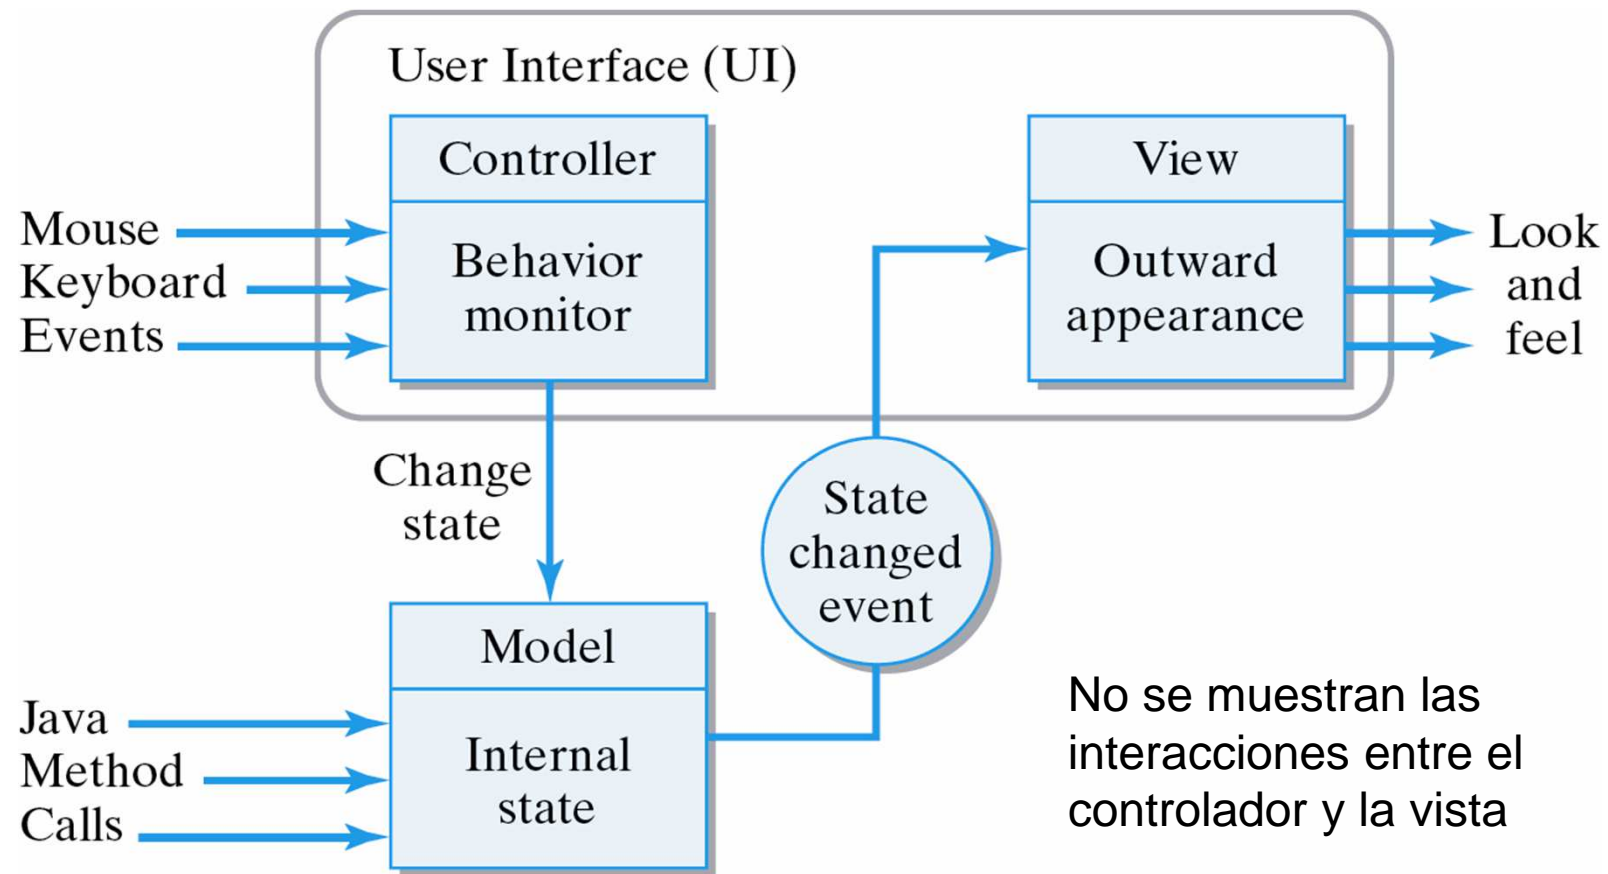 User Interface (UI)
Controller
Behavior
monitor
View
Outward
appearance
Mouse
Keyboard
Events
Look
and
feel
Change
state
State
changed
event
Model
Internal
state
Java
Method
Calls
No se muestran las
interacciones entre el
controlador y la vista